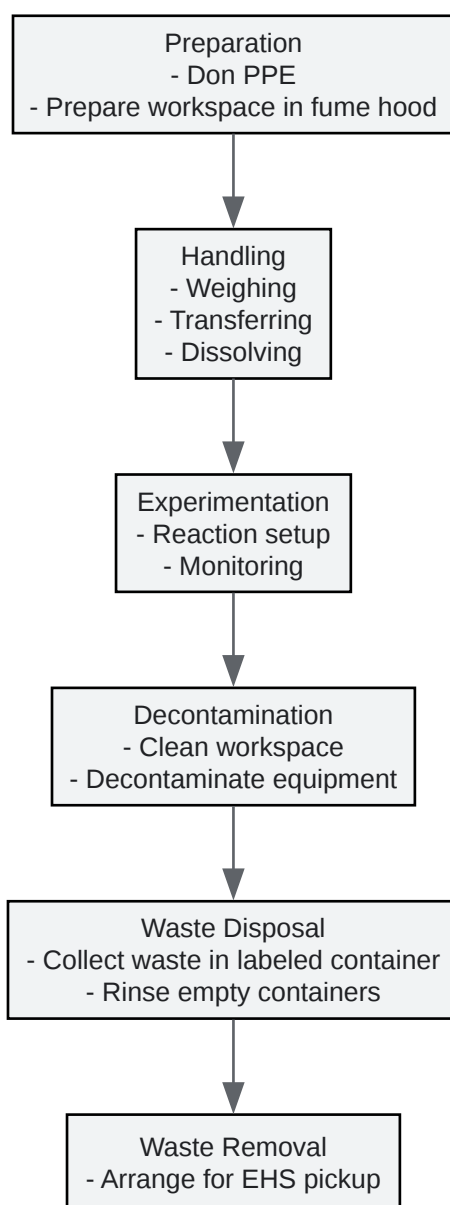 Preparation
- Don PPE
- Prepare workspace in fume hood
Handling
- Weighing
- Transferring
- Dissolving
Experimentation
- Reaction setup
- Monitoring
Decontamination
- Clean workspace
- Decontaminate equipment
Waste Disposal
- Collect waste in labeled container
- Rinse empty containers
Waste Removal
- Arrange for EHS pickup